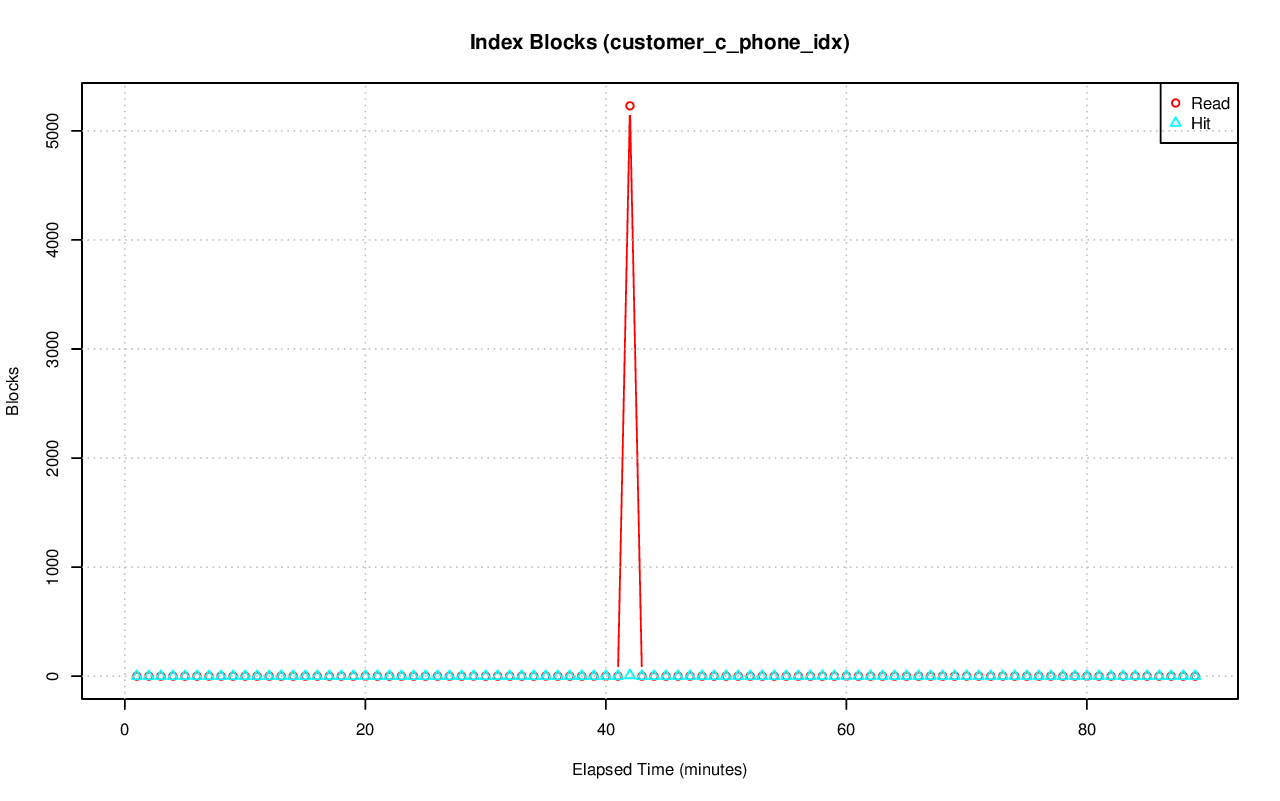 Index Blocks (customer_c_phone_idx)
Read
Hit
5000
4000
3000
2000
1000
0
Blocks
0 20 40 60 80
Elapsed Time (minutes)